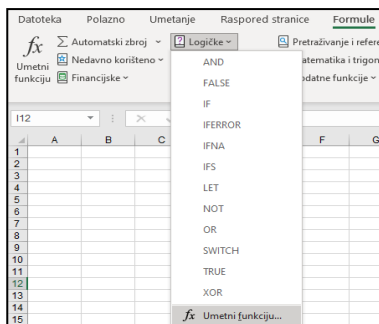 Datoteka Polazno Umetanje Raspored stranice Formule
fx Umetni funkciju
Σ Automatski zbroj
Nedavno korišteno
Financijske
? Logičke
Pretraživanje i refere
atematika i trigon
odatne funkcije
I12
A B C F G
1
2
3
4
5
6
7
8
9
10
11
12
13
14
15
AND
FALSE
IF
IFERROR
IFNA
IFS
LET
NOT
OR
SWITCH
TRUE
XOR
fx Umetni funkciju...